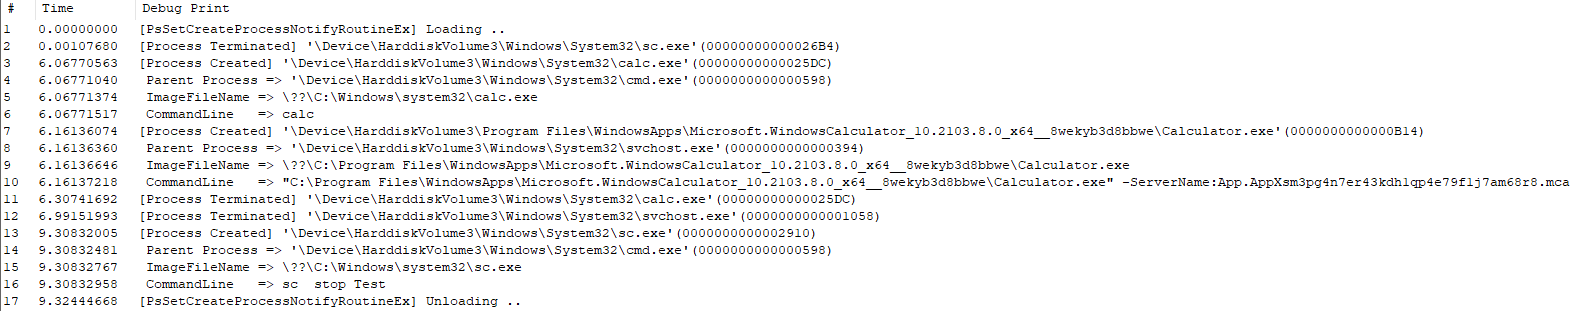 # Time Debug Print
1 0.00000000 [PsSetCreateProcessNotifyRoutineEx] Loading ..
2 0.00107680 [Process Terminated] '\Device\HarddiskVolume3\Windows\System32\sc.exe'(00000000000026B4)
3 6.06770563 [Process Created] '\Device\HarddiskVolume3\Windows\System32\calc.exe'(00000000000025DC)
4 6.06771040 Parent Process => '\Device\HarddiskVolume3\Windows\System32\cmd.exe'(0000000000000598)
5 6.06771374 ImageFileName => \??\C:\Windows\system32\calc.exe
6 6.06771517 CommandLine   => calc
7 6.16136074 [Process Created] '\Device\HarddiskVolume3\Program Files\WindowsApps\Microsoft.WindowsCalculator_10.2103.8.0_x64__8wekyb3d8bbwe\Calculator.exe'(0000000000000B14)
8 6.16136360 Parent Process => '\Device\HarddiskVolume3\Windows\System32\svchost.exe'(0000000000000394)
9 6.16136646 ImageFileName => \??\C:\Program Files\WindowsApps\Microsoft.WindowsCalculator_10.2103.8.0_x64__8wekyb3d8bbwe\Calculator.exe
10 6.16137218 CommandLine   => "C:\Program Files\WindowsApps\Microsoft.WindowsCalculator_10.2103.8.0_x64__8wekyb3d8bbwe\Calculator.exe" -ServerName:App.AppXsm3pg4n7er43kdh1qp4e79f1j7am68r8.mca
11 6.30741692 [Process Terminated] '\Device\HarddiskVolume3\Windows\System32\calc.exe'(00000000000025DC)
12 6.99151993 [Process Terminated] '\Device\HarddiskVolume3\Windows\System32\svchost.exe'(0000000000001058)
13 9.30832005 [Process Created] '\Device\HarddiskVolume3\Windows\System32\sc.exe'(0000000000002910)
14 9.30832481 Parent Process => '\Device\HarddiskVolume3\Windows\System32\cmd.exe'(0000000000000598)
15 9.30832767 ImageFileName => \??\C:\Windows\system32\sc.exe
16 9.30832958 CommandLine   => sc  stop Test
17 9.32444668 [PsSetCreateProcessNotifyRoutineEx] Unloading ..